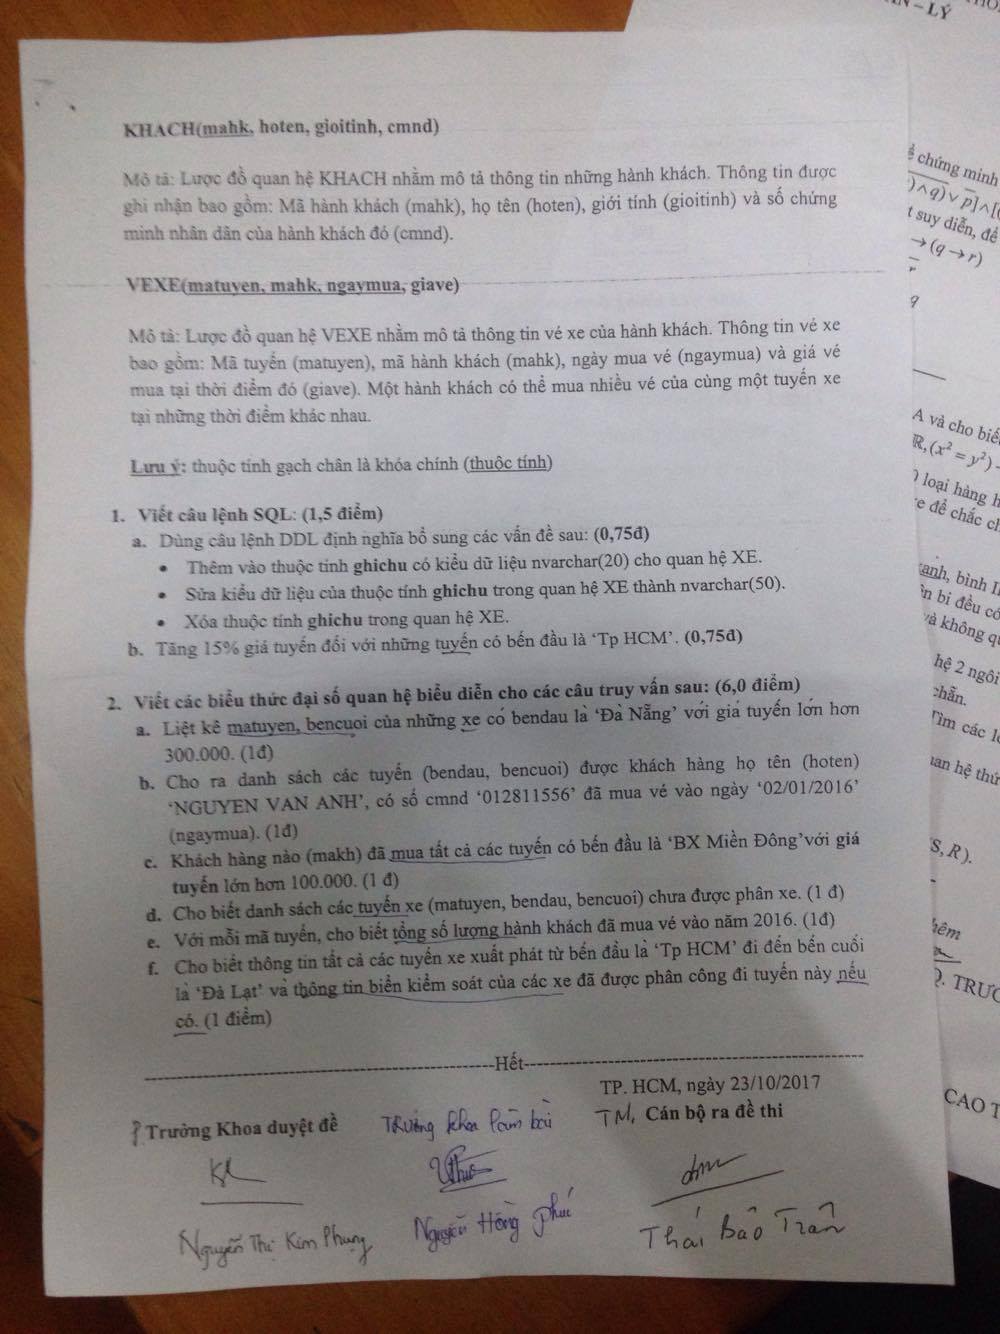 KHACH(mahk, hoten, gioitinh, cmnd)
Mô tả: Lược đồ quan hệ KHACH nhằm mô tả thông tin những hành khách. Thông tin được
ghi nhận bao gồm: Mã hành khách (mahk), họ tên (hoten), giới tính (gioitinh) và số chứng
minh nhân dân của hành khách đó (cmnd).
VEXE(matuyen, mahk, ngaymua, giave)
Mô tả: Lược đồ quan hệ VEXE nhằm mô tả thông tin vé xe của hành khách. Thông tin vé xe
bao gồm: Mã tuyến (matuyen), mã hành khách (mahk), ngày mua vé (ngaymua) và giá vé
mua tại thời điểm đó (giave). Một hành khách có thể mua nhiều vé của cùng một tuyến xe
tại những thời điểm khác nhau.
Lưu ý: thuộc tính gạch chân là khóa chính (thuộc tính)
1. Viết câu lệnh SQL: (1,5 điểm)
a. Dùng câu lệnh DDL định nghĩa bổ sung các vấn đề sau: (0,75đ)
• Thêm vào thuộc tính ghichu có kiểu dữ liệu nvarchar(20) cho quan hệ XE.
• Sửa kiểu dữ liệu của thuộc tính ghichu trong quan hệ XE thành nvarchar(50).
• Xóa thuộc tính ghichu trong quan hệ XE.
b. Tăng 15% giá tuyến đối với những tuyến có bến đầu là ‘Tp HCM’. (0,75đ)
2. Viết các biểu thức đại số quan hệ biểu diễn cho các câu truy vấn sau: (6,0 điểm)
a. Liệt kê matuyen, bencuoi của những xe có bendau là ‘Đà Nẵng’ với giá tuyến lớn hơn
300.000. (1đ)
b. Cho ra danh sách các tuyến (bendau, bencuoi) được khách hàng họ tên (hoten)
‘NGUYEN VAN ANH’, có số cmnd ‘012811556’ đã mua vé vào ngày ‘02/01/2016’
(ngaymua). (1đ)
c. Khách hàng nào (makh) đã mua tất cả các tuyến có bến đầu là ‘BX Miền Đông’với giá
tuyến lớn hơn 100.000. (1 đ)
d. Cho biết danh sách các tuyến xe (matuyen, bendau, bencuoi) chưa được phân xe. (1 đ)
e. Với mỗi mã tuyến, cho biết tổng số lượng hành khách đã mua vé vào năm 2016. (1đ)
f. Cho biết thông tin tất cả các tuyến xe xuất phát từ bến đầu là ‘Tp HCM’ đi đến bến cuối
là ‘Đà Lạt’ và thông tin biển kiểm soát của các xe đã được phân công đi tuyến này nếu
có. (1 điểm)
Hết
TP. HCM, ngày 23/10/2017
Trưởng Khoa duyệt đề
Trưởng khoa
TM, Cán bộ ra đề thi
Nguyễn Thị Kim Phụng
Nguyễn Hồng Phúc
Thái Bảo Trân
- LÝ
chứng minh
)∧q)∨p]∧[(
t suy diễn, để
→(q→r)
r
q
A và cho biế
ℝ,(x² = y²)-
loại hàng h
e để chắc ch
xanh, bình I
n bi đều có
và không q
hệ 2 ngôi
chẵn.
Tìm các l
uan hệ thứ
S, R).
thêm
. TRƯ
CAO T